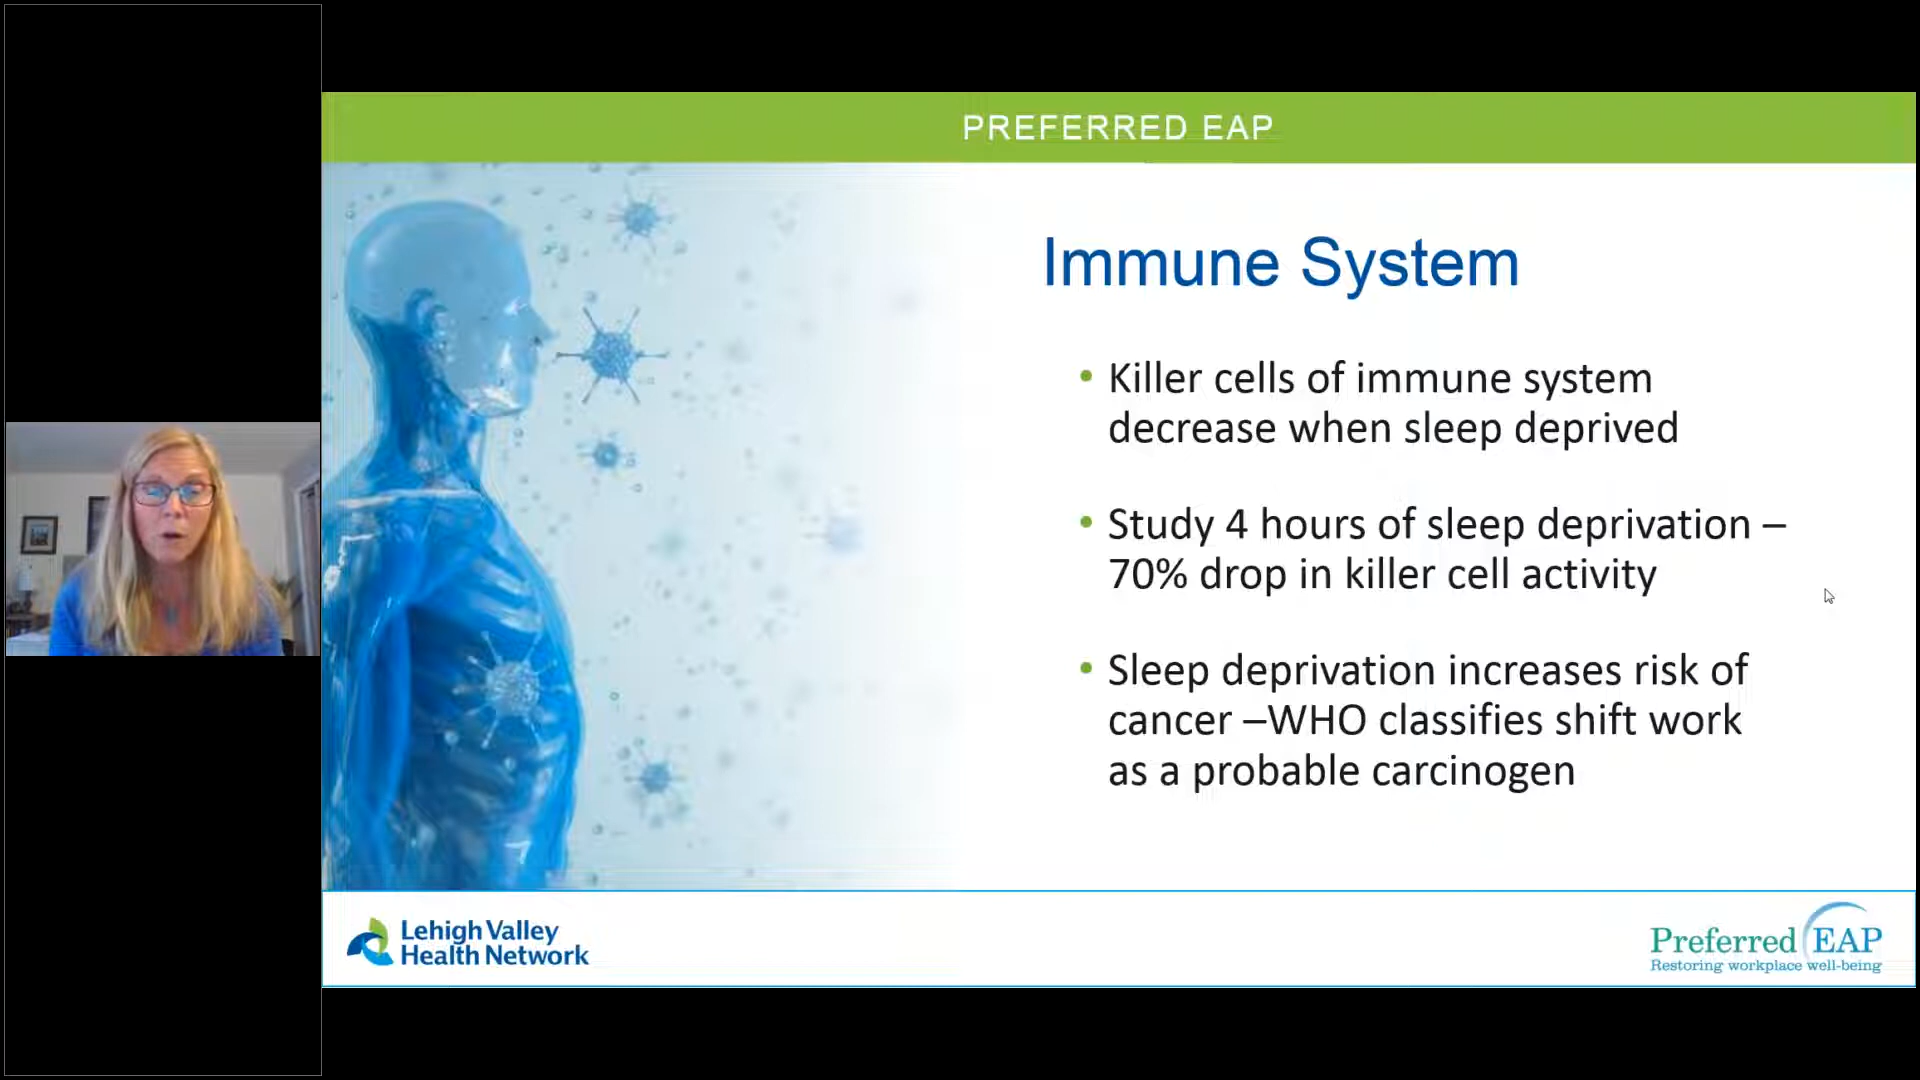 PREFERRED EAP
Immune System
• Killer cells of immune system
decrease when sleep deprived
• Study 4 hours of sleep deprivation –
70% drop in killer cell activity
• Sleep deprivation increases risk of
cancer –WHO classifies shift work
as a probable carcinogen
Lehigh Valley
Health Network
Preferred EAP
Restoring workplace well-being